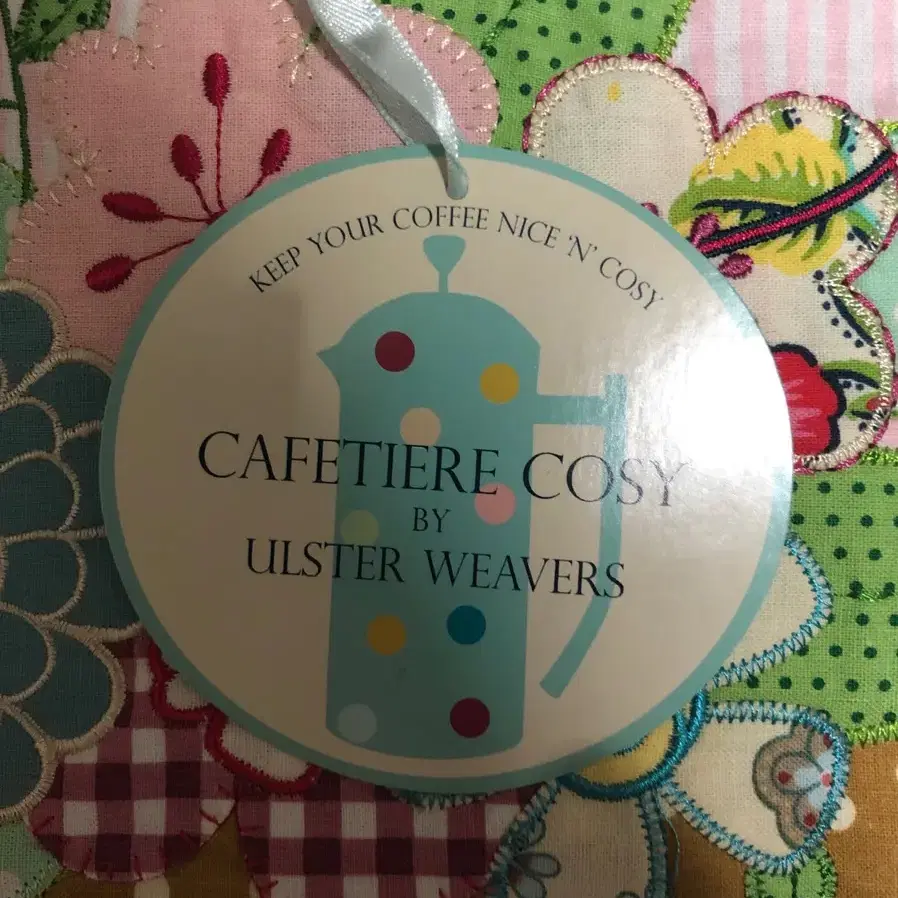 KEEP YOUR COFFEE NICE 'N' COSY
CAFETIERE COSY
BY
ULSTER WEAVERS